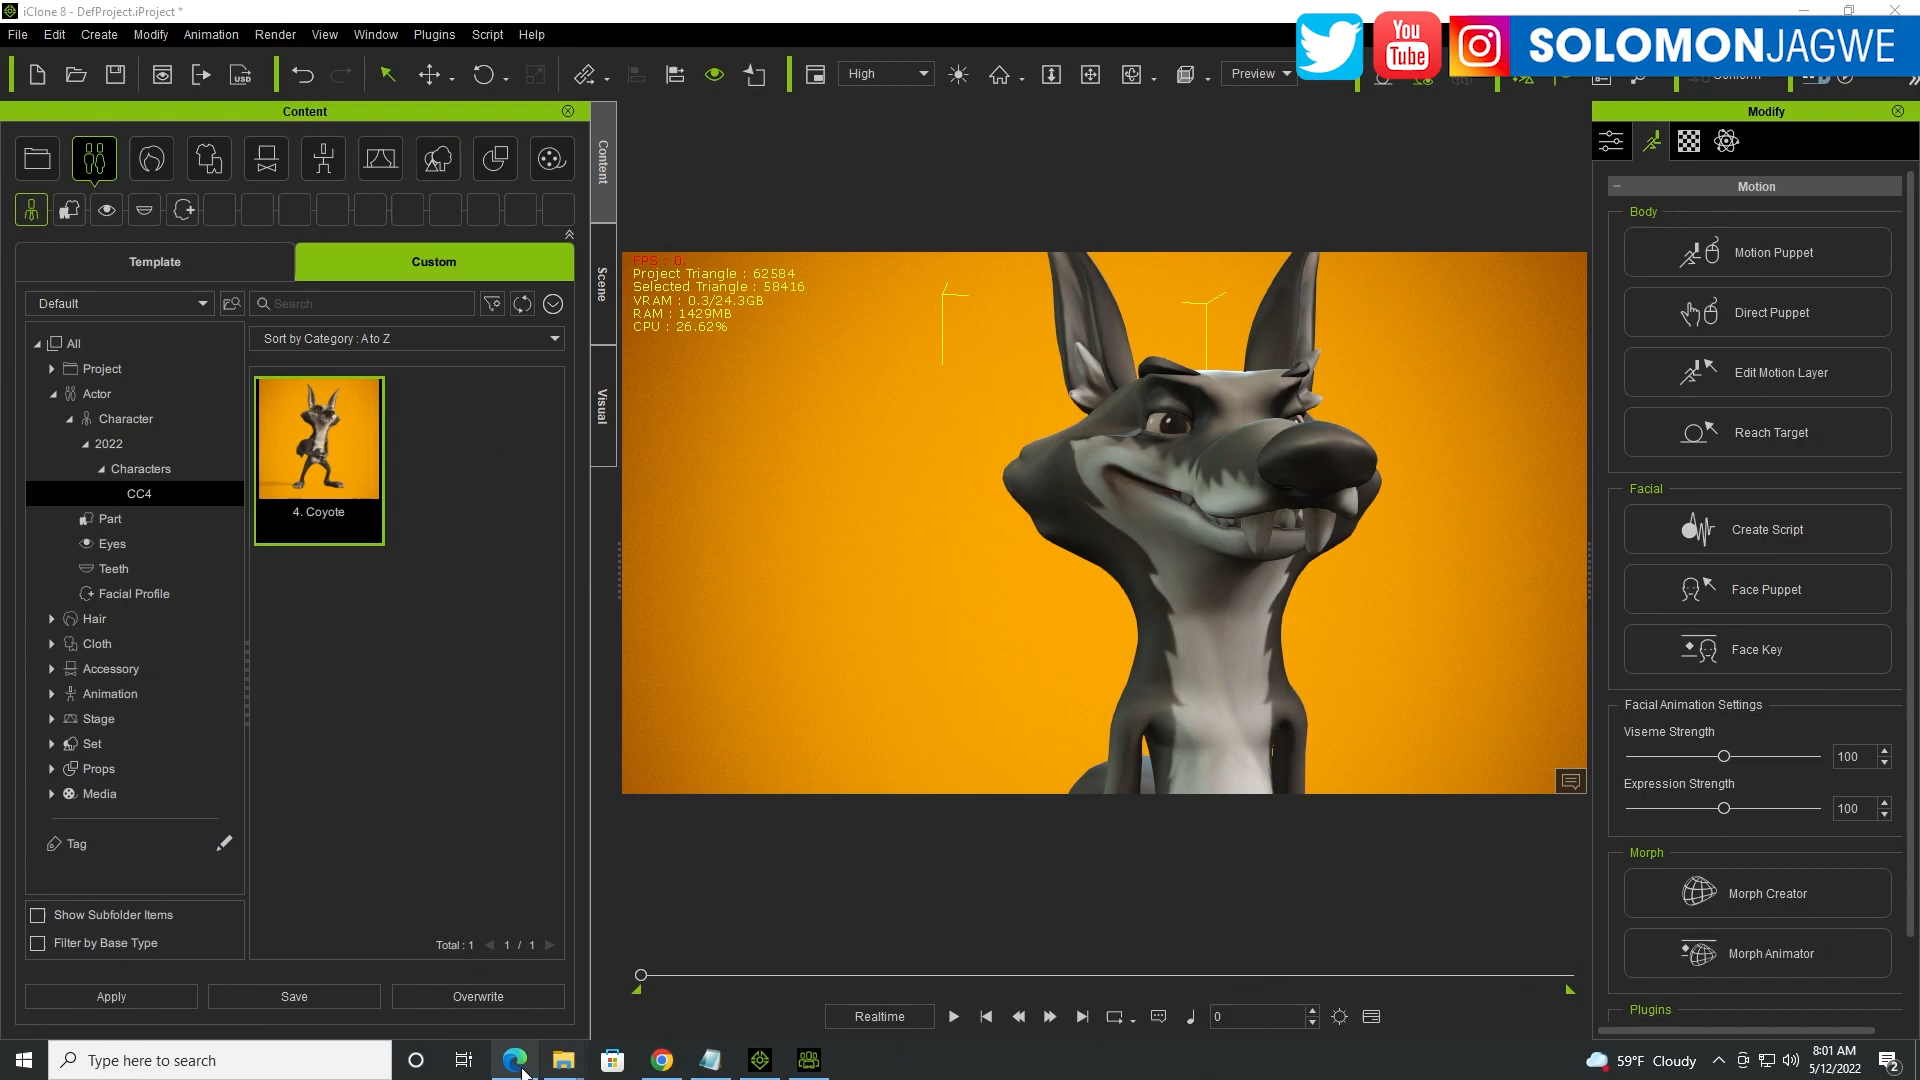 iClone 8 - DefProject.iProject *
File Edit Create Modify Animation Render View Window Plugins Script Help
You
Tube
SOLOMONJAGWE
USD
High
Preview
Content
Template
Custom
Default
Search
Sort by Category : A to Z
All
Project
Actor
Character
2022
Characters
CC4
Part
Eyes
Teeth
Facial Profile
Hair
Cloth
Accessory
Animation
Stage
Set
Props
Media
Tag
4. Coyote
Show Subfolder Items
Filter by Base Type
Total : 1 1 / 1
Apply
Save
Overwrite
Content
Scene
Visual
FPS : 0.
Project Triangle : 62584
Selected Triangle : 58416
VRAM : 0.3/24.3GB
RAM : 1429MB
CPU : 26.62%
Realtime
0
Modify
Motion
Body
Motion Puppet
Direct Puppet
Edit Motion Layer
Reach Target
Facial
Create Script
Face Puppet
Face Key
Facial Animation Settings
Viseme Strength
100
Expression Strength
100
Morph
Morph Creator
Morph Animator
Plugins
Type here to search
59°F Cloudy
8:01 AM
5/12/2022
2